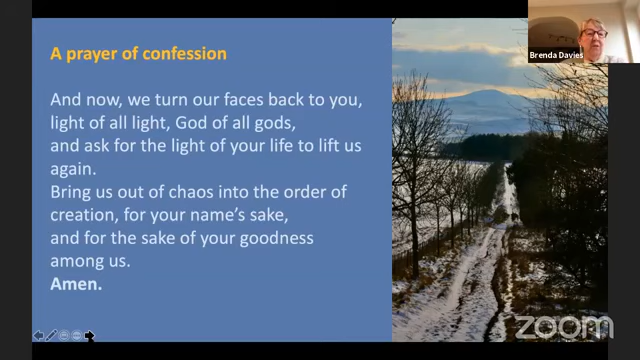 A prayer of confession
And now, we turn our faces back to you,
light of all light, God of all gods,
and ask for the light of your life to lift us
again.
Bring us out of chaos into the order of
creation, for your name's sake,
and for the sake of your goodness
among us.
Amen.
Brenda Davies
zoom